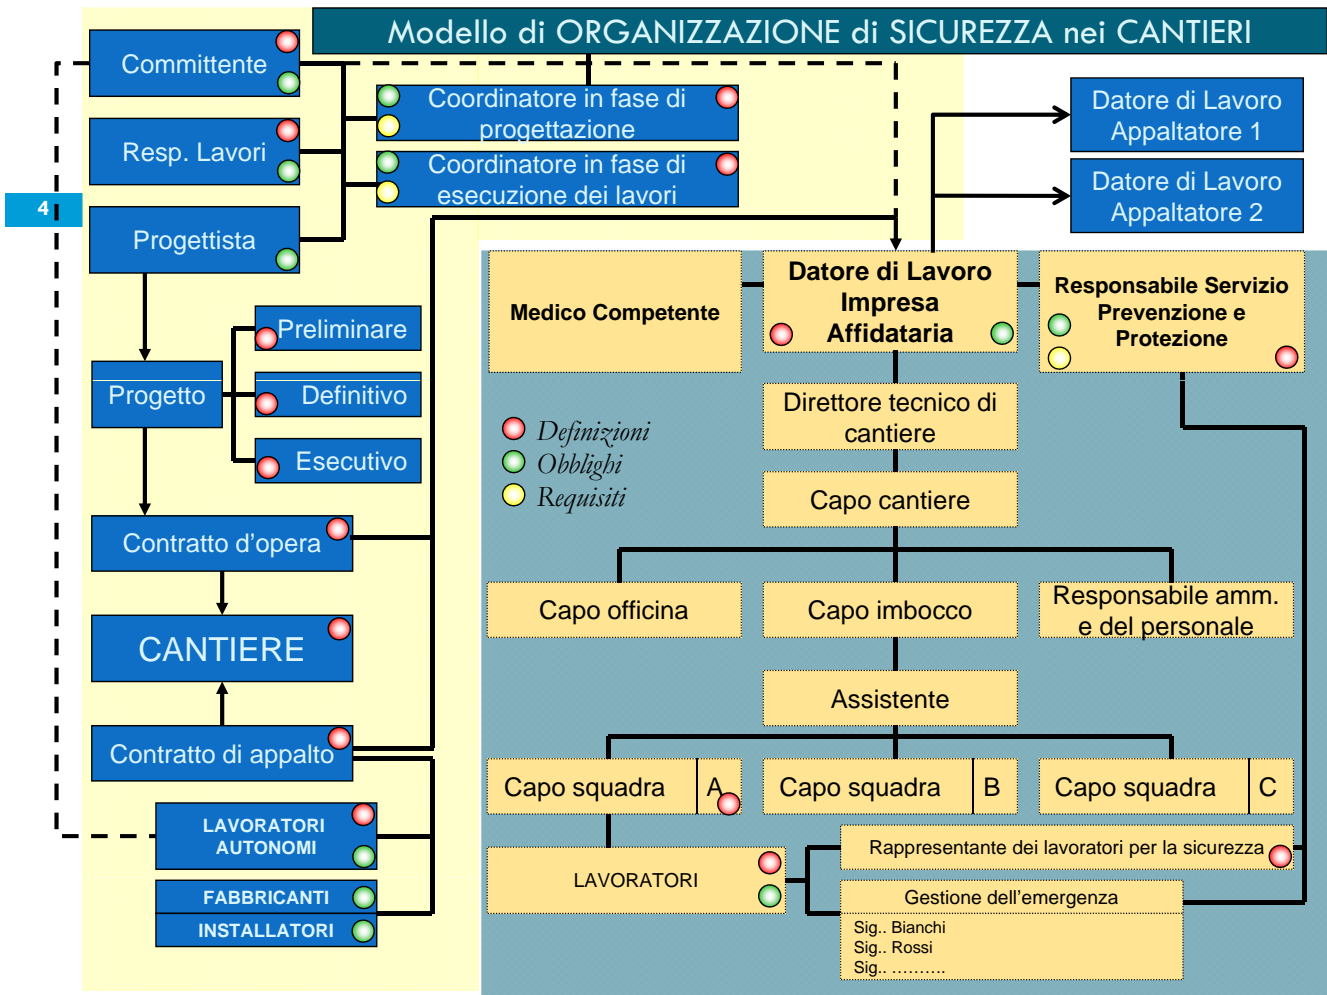 Modello di ORGANIZZAZIONE di SICUREZZA nei CANTIERI
Committente
Resp. Lavori
Progettista
4
Coordinatore in fase di
progettazione
Coordinatore in fase di
esecuzione dei lavori
Datore di Lavoro
Appaltatore 1
Datore di Lavoro
Appaltatore 2
Progetto
Preliminare
Definitivo
Esecutivo
Contratto d'opera
CANTIERE
Contratto di appalto
LAVORATORI
AUTONOMI
FABBRICANTI
INSTALLATORI
Medico Competente
Datore di Lavoro
Impresa
Affidataria
Responsabile Servizio
Prevenzione e
Protezione
Definizioni
Obblighi
Requisiti
Direttore tecnico di
cantiere
Capo cantiere
Capo officina
Capo imbocco
Responsabile amm.
e del personale
Assistente
Capo squadra A
Capo squadra B
Capo squadra C
LAVORATORI
Rappresentante dei lavoratori per la sicurezza
Gestione dell'emergenza
Sig.. Bianchi
Sig.. Rossi
Sig.. ……….